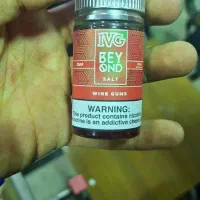 IVG
BEY
OND
SALT
WINE GUMS
WARNING:
This product contains nicotine.
Nicotine is an addictive chemical.